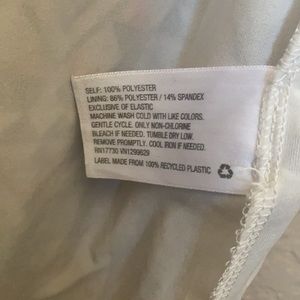 SELF: 100% POLYESTER
LINING: 86% POLYESTER / 14% SPANDEX
EXCLUSIVE OF ELASTIC
MACHINE WASH COLD WITH LIKE COLORS.
GENTLE CYCLE. ONLY NON-CHLORINE
BLEACH IF NEEDED. TUMBLE DRY LOW.
REMOVE PROMPTLY. COOL IRON IF NEEDED.
RN17730 VN1299629
LABEL MADE FROM 100% RECYCLED PLASTIC